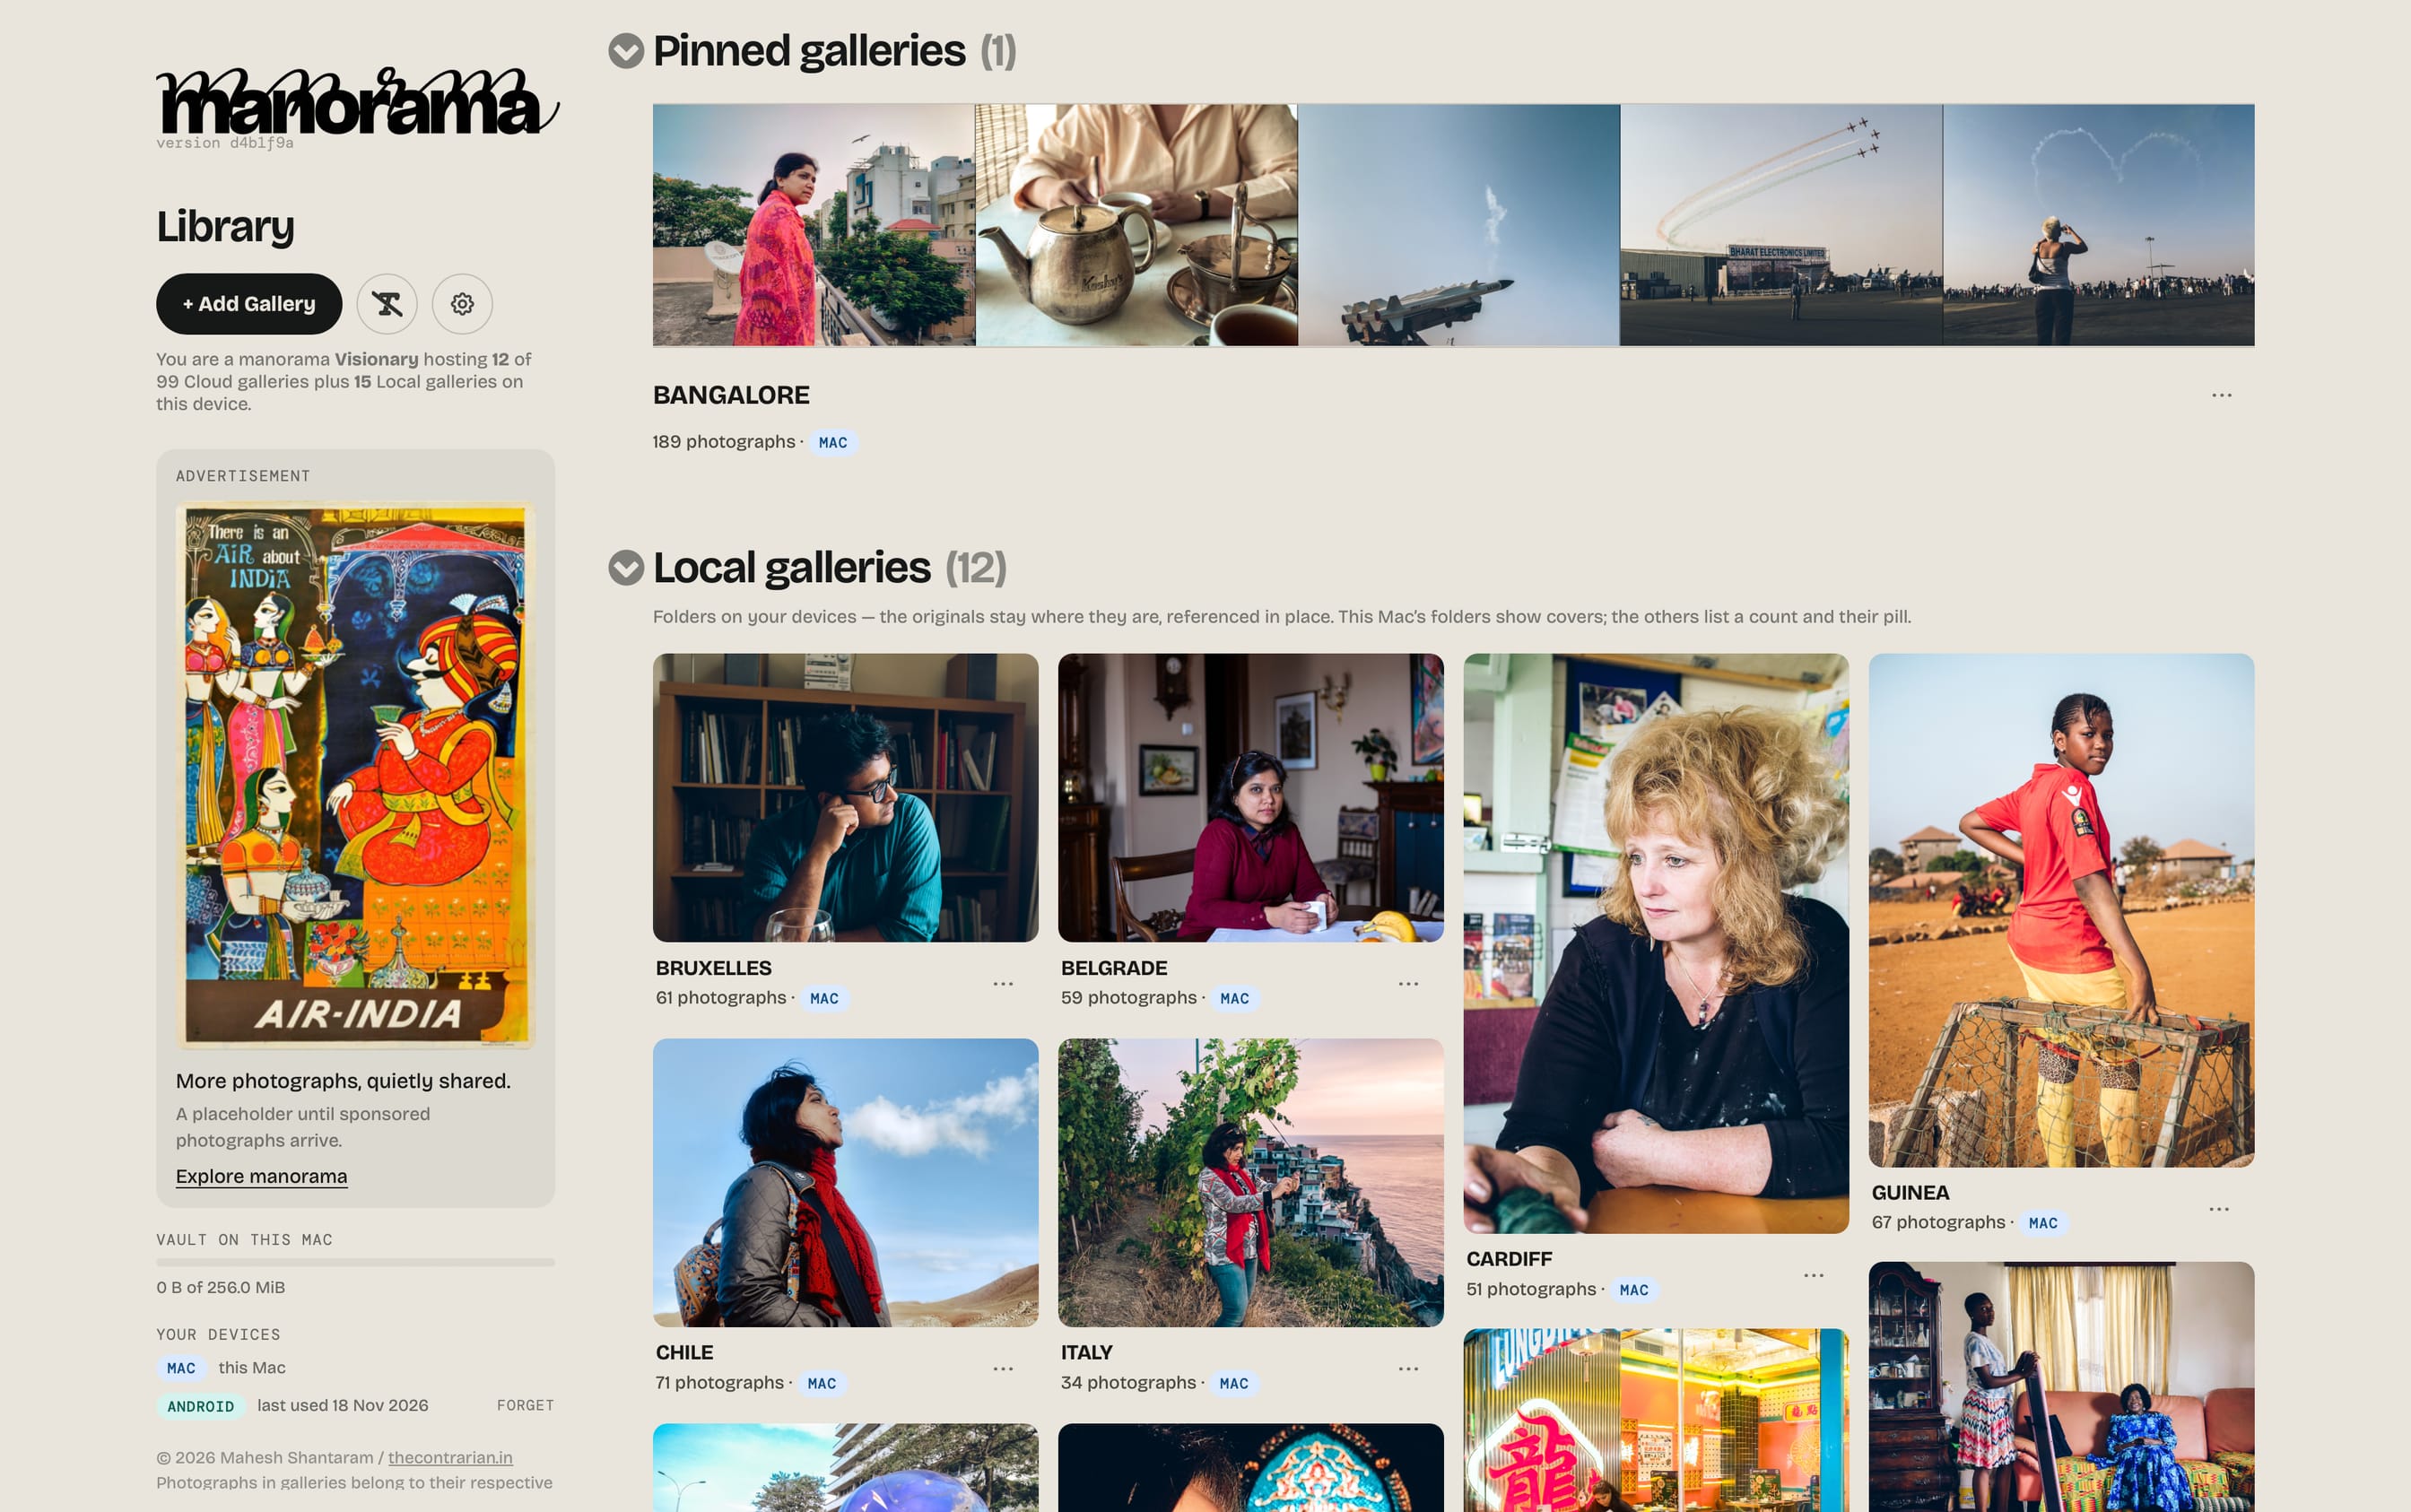 manorama
version d4b1f9a
Library
+ Add Gallery
You are a manorama Visionary hosting 12 of
99 Cloud galleries plus 15 Local galleries on
this device.
ADVERTISEMENT
There is an
AIR about
INDIA
AIR-INDIA
More photographs, quietly shared.
A placeholder until sponsored
photographs arrive.
Explore manorama
VAULT ON THIS MAC
0 B of 256.0 MiB
YOUR DEVICES
MAC this Mac
ANDROID last used 18 Nov 2026 FORGET
© 2026 Mahesh Shantaram / thecontrarian.in
Photographs in galleries belong to their respective
Pinned galleries (1)
Koshy's
BHARAT ELECTRONICS LIMITED
BANGALORE
...
189 photographs · MAC
Local galleries (12)
Folders on your devices — the originals stay where they are, referenced in place. This Mac's folders show covers; the others list a count and their pill.
BRUXELLES
61 photographs · MAC
...
BELGRADE
59 photographs · MAC
...
CHILE
71 photographs · MAC
...
ITALY
34 photographs · MAC
...
CARDIFF
51 photographs · MAC
...
龍
GUINEA
67 photographs · MAC
...